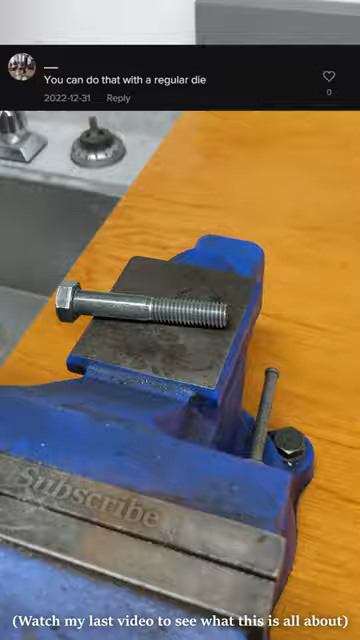 You can do that with a regular die
2022-12-31 Reply
0
Subscribe
(Watch my last video to see what this is all about)